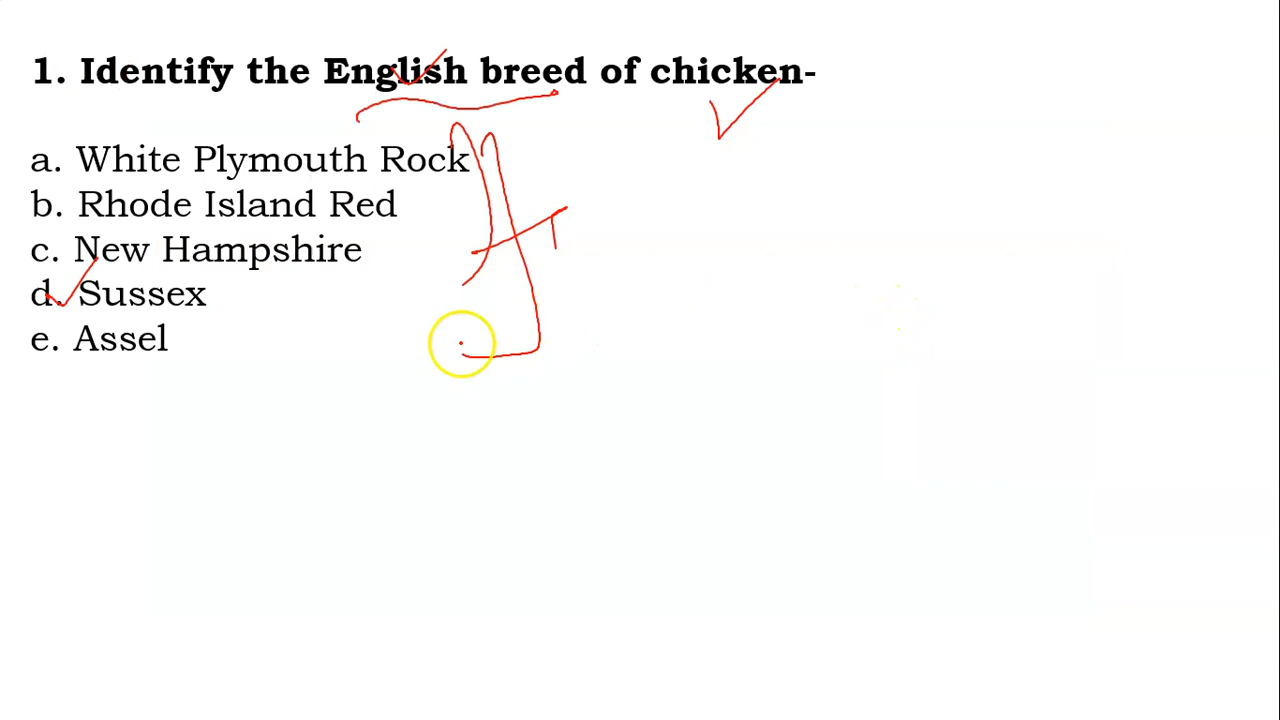 1. Identify the English breed of chicken-
a. White Plymouth Rock
b. Rhode Island Red
c. New Hampshire
d. Sussex
e. Assel